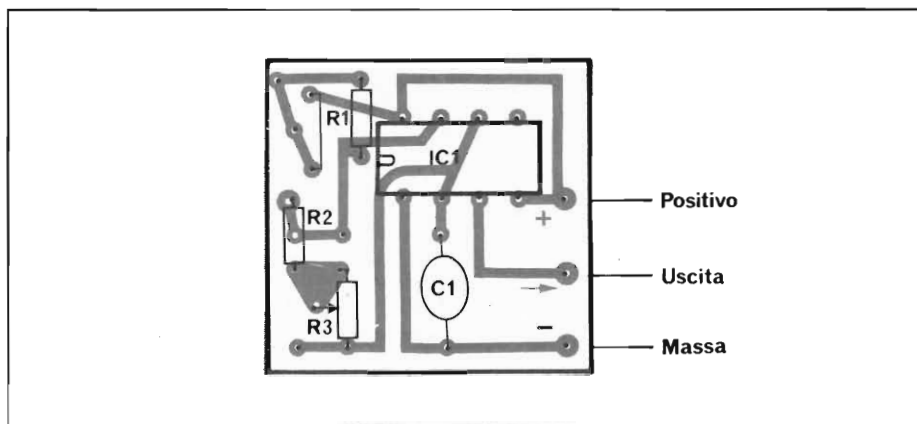 R1
IC1
R2
Positivo
+
Uscita
C1
R3
−
Massa